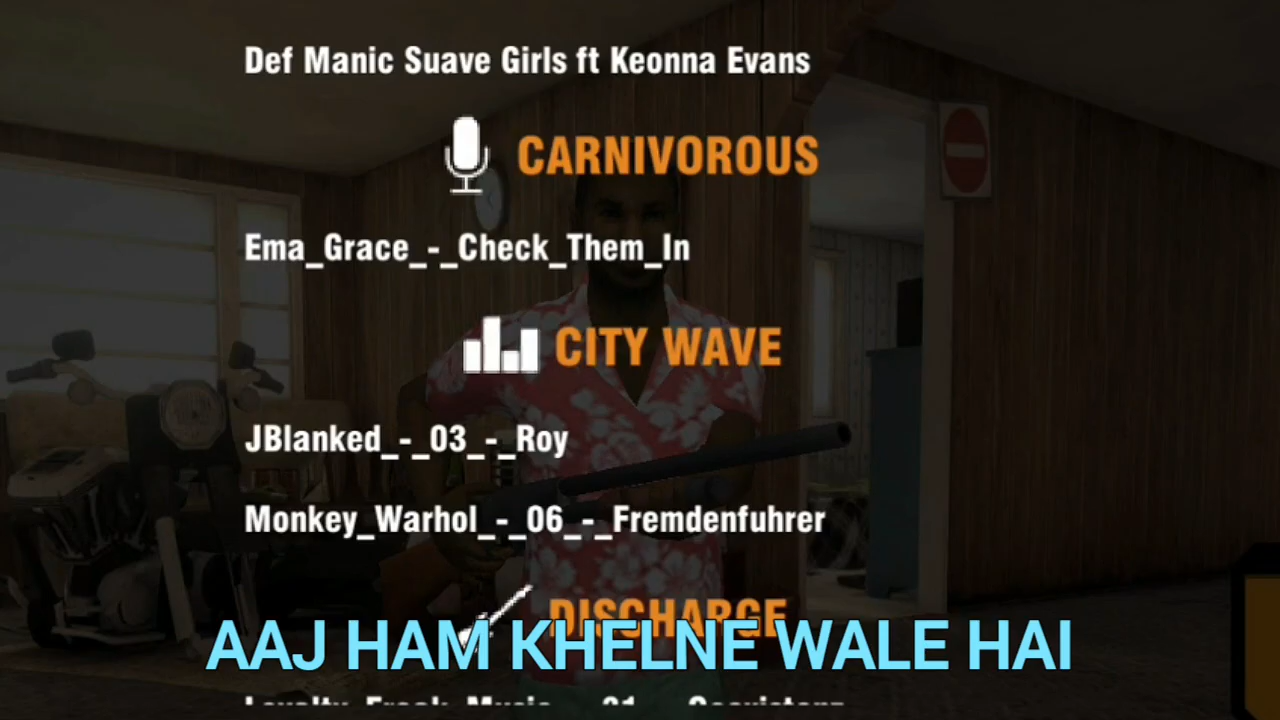 Def Manic Suave Girls ft Keonna Evans
CARNIVOROUS
Ema_Grace_-_Check_Them_In
CITY WAVE
JBlanked_-_03_-_Roy
Monkey_Warhol_-_06_-_Fremdenfuhrer
DISCHARGE
AAJ HAM KHELNE WALE HAI